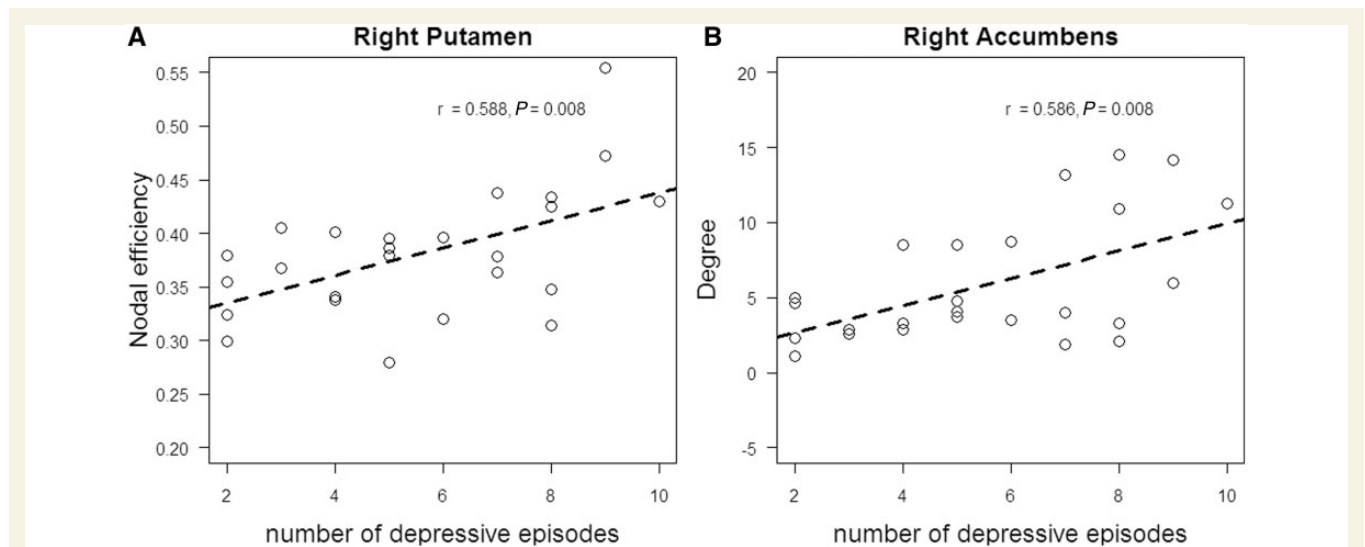 A Right Putamen
Nodal efficiency
0.55
0.50
0.45
0.40
0.35
0.30
0.25
0.20
r = 0.588, P = 0.008
2 4 6 8 10
number of depressive episodes
B Right Accumbens
Degree
20
15
10
5
0
-5
r = 0.586, P = 0.008
2 4 6 8 10
number of depressive episodes